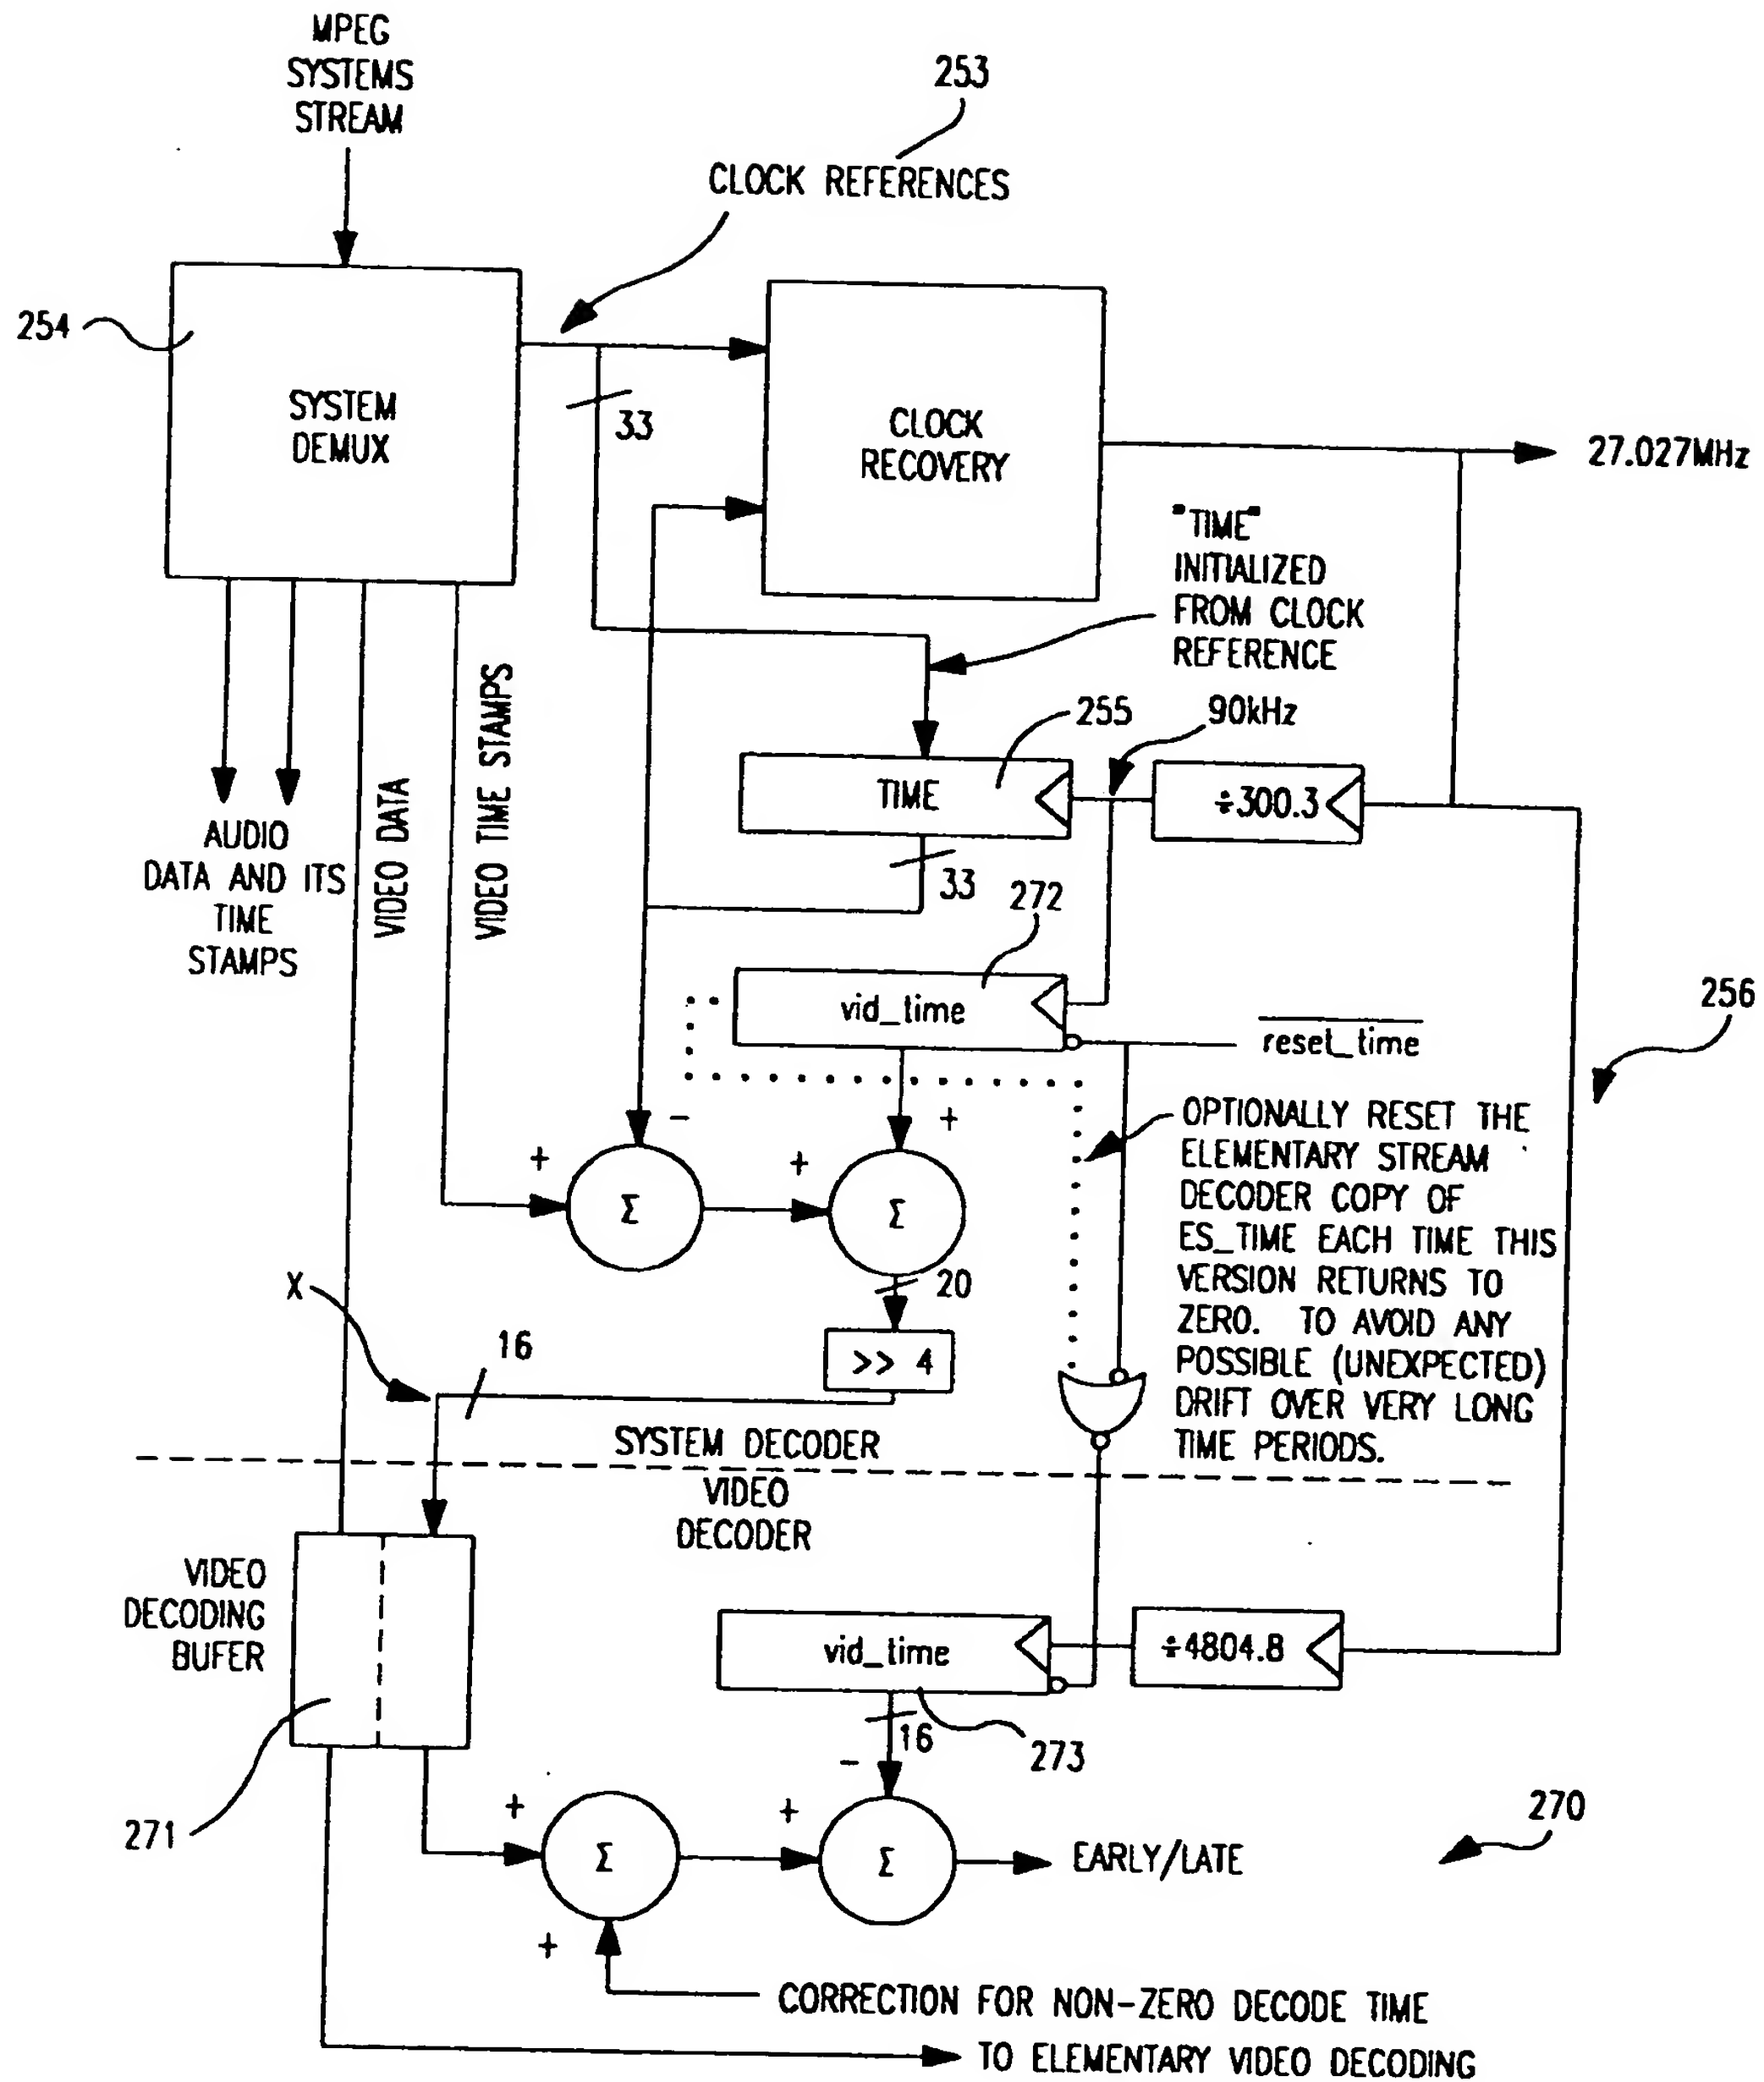 MPEG
SYSTEMS
STREAM
253
CLOCK REFERENCES
254
SYSTEM
DEMUX
33
CLOCK
RECOVERY
27.027MHz
"TIME"
INITIALIZED
FROM CLOCK
REFERENCE
255
90kHz
TIME
÷300.3
VIDEO DATA
VIDEO TIME STAMPS
AUDIO
DATA AND ITS
TIME
STAMPS
33
272
vid_time
reset_time
256
-
+
+
+
Σ
Σ
OPTIONALLY RESET THE
ELEMENTARY STREAM
DECODER COPY OF
ES_TIME EACH TIME THIS
VERSION RETURNS TO
ZERO. TO AVOID ANY
POSSIBLE (UNEXPECTED)
DRIFT OVER VERY LONG
TIME PERIODS.
20
X
16
>> 4
SYSTEM DECODER
VIDEO
DECODER
VIDEO
DECODING
BUFER
vid_time
÷4804.8
16
273
271
-
+
+
Σ
Σ
EARLY/LATE
270
+
CORRECTION FOR NON-ZERO DECODE TIME
TO ELEMENTARY VIDEO DECODING